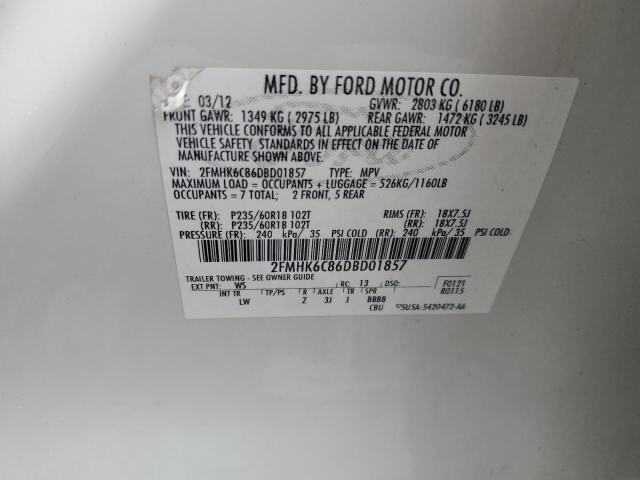 MFD. BY FORD MOTOR CO.
03/12 GVWR: 2803 KG ( 6180 LB)
FRONT GAWR: 1349 KG ( 2975 LB) REAR GAWR: 1472 KG ( 3245 LB)
THIS VEHICLE CONFORMS TO ALL APPLICABLE FEDERAL MOTOR
VEHICLE SAFETY STANDARDS IN EFFECT ON THE DATE OF
MANUFACTURE SHOWN ABOVE.
VIN: 2FMHK6C86DBD01857 TYPE: MPV
MAXIMUM LOAD = OCCUPANTS + LUGGAGE = 526KG/1160LB
OCCUPANTS = 7 TOTAL; 2 FRONT, 5 REAR
TIRE (FR): P235/60R18 102T RIMS (FR): 18X7.5J
(RR): P235/60R18 102T (RR): 18X7.5J
PRESSURE (FR): 240 kPa/ 35 PSI COLD (RR): 240 kPa/ 35 PSI COLD
2FMHK6C86DBD01857
TRAILER TOWING - SEE OWNER GUIDE
EXT PNT: WS RC: 13 DSO: F0121
R0115
INT TR TP/PS R AXLE TR SPR
LW Z 3J J BBBB
CBU 5U5A-5420472-AA